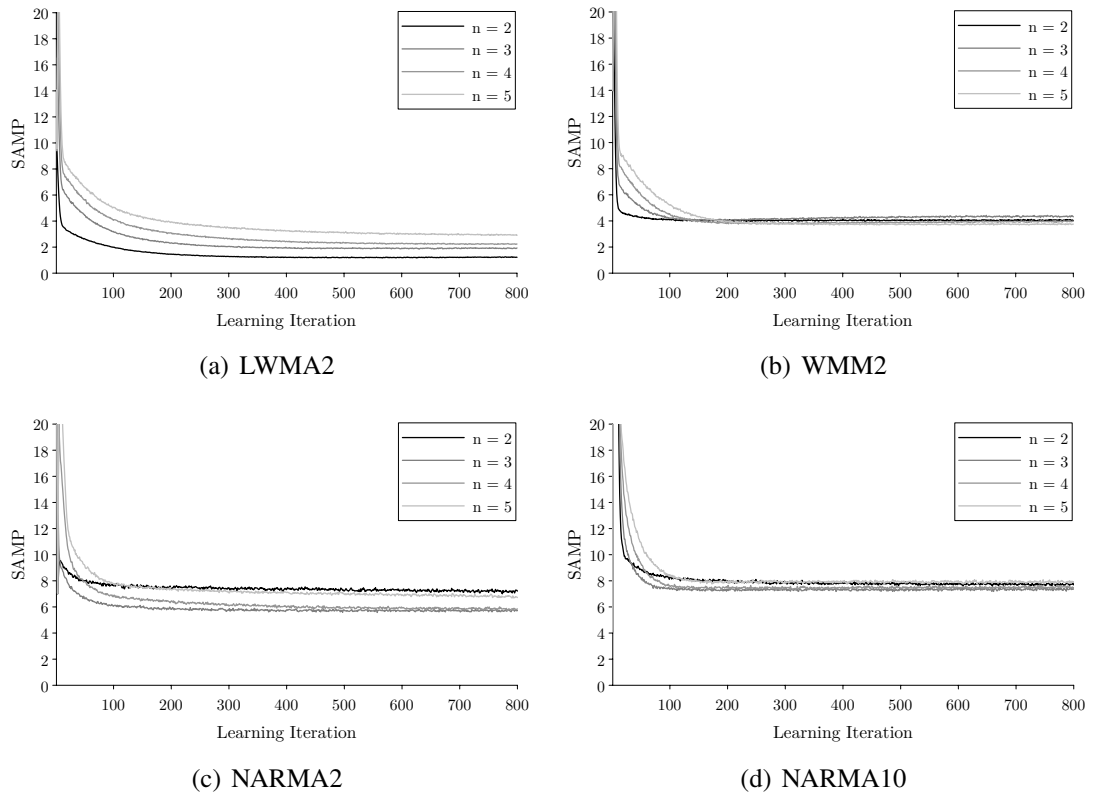 20
18
16
14
12
10
8
6
4
2
0
SAMP
n = 2
n = 3
n = 4
n = 5
100 200 300 400 500 600 700 800
Learning Iteration
(a) LWMA2
20
18
16
14
12
10
8
6
4
2
0
SAMP
n = 2
n = 3
n = 4
n = 5
100 200 300 400 500 600 700 800
Learning Iteration
(b) WMM2
20
18
16
14
12
10
8
6
4
2
0
SAMP
n = 2
n = 3
n = 4
n = 5
100 200 300 400 500 600 700 800
Learning Iteration
(c) NARMA2
20
18
16
14
12
10
8
6
4
2
0
SAMP
n = 2
n = 3
n = 4
n = 5
100 200 300 400 500 600 700 800
Learning Iteration
(d) NARMA10